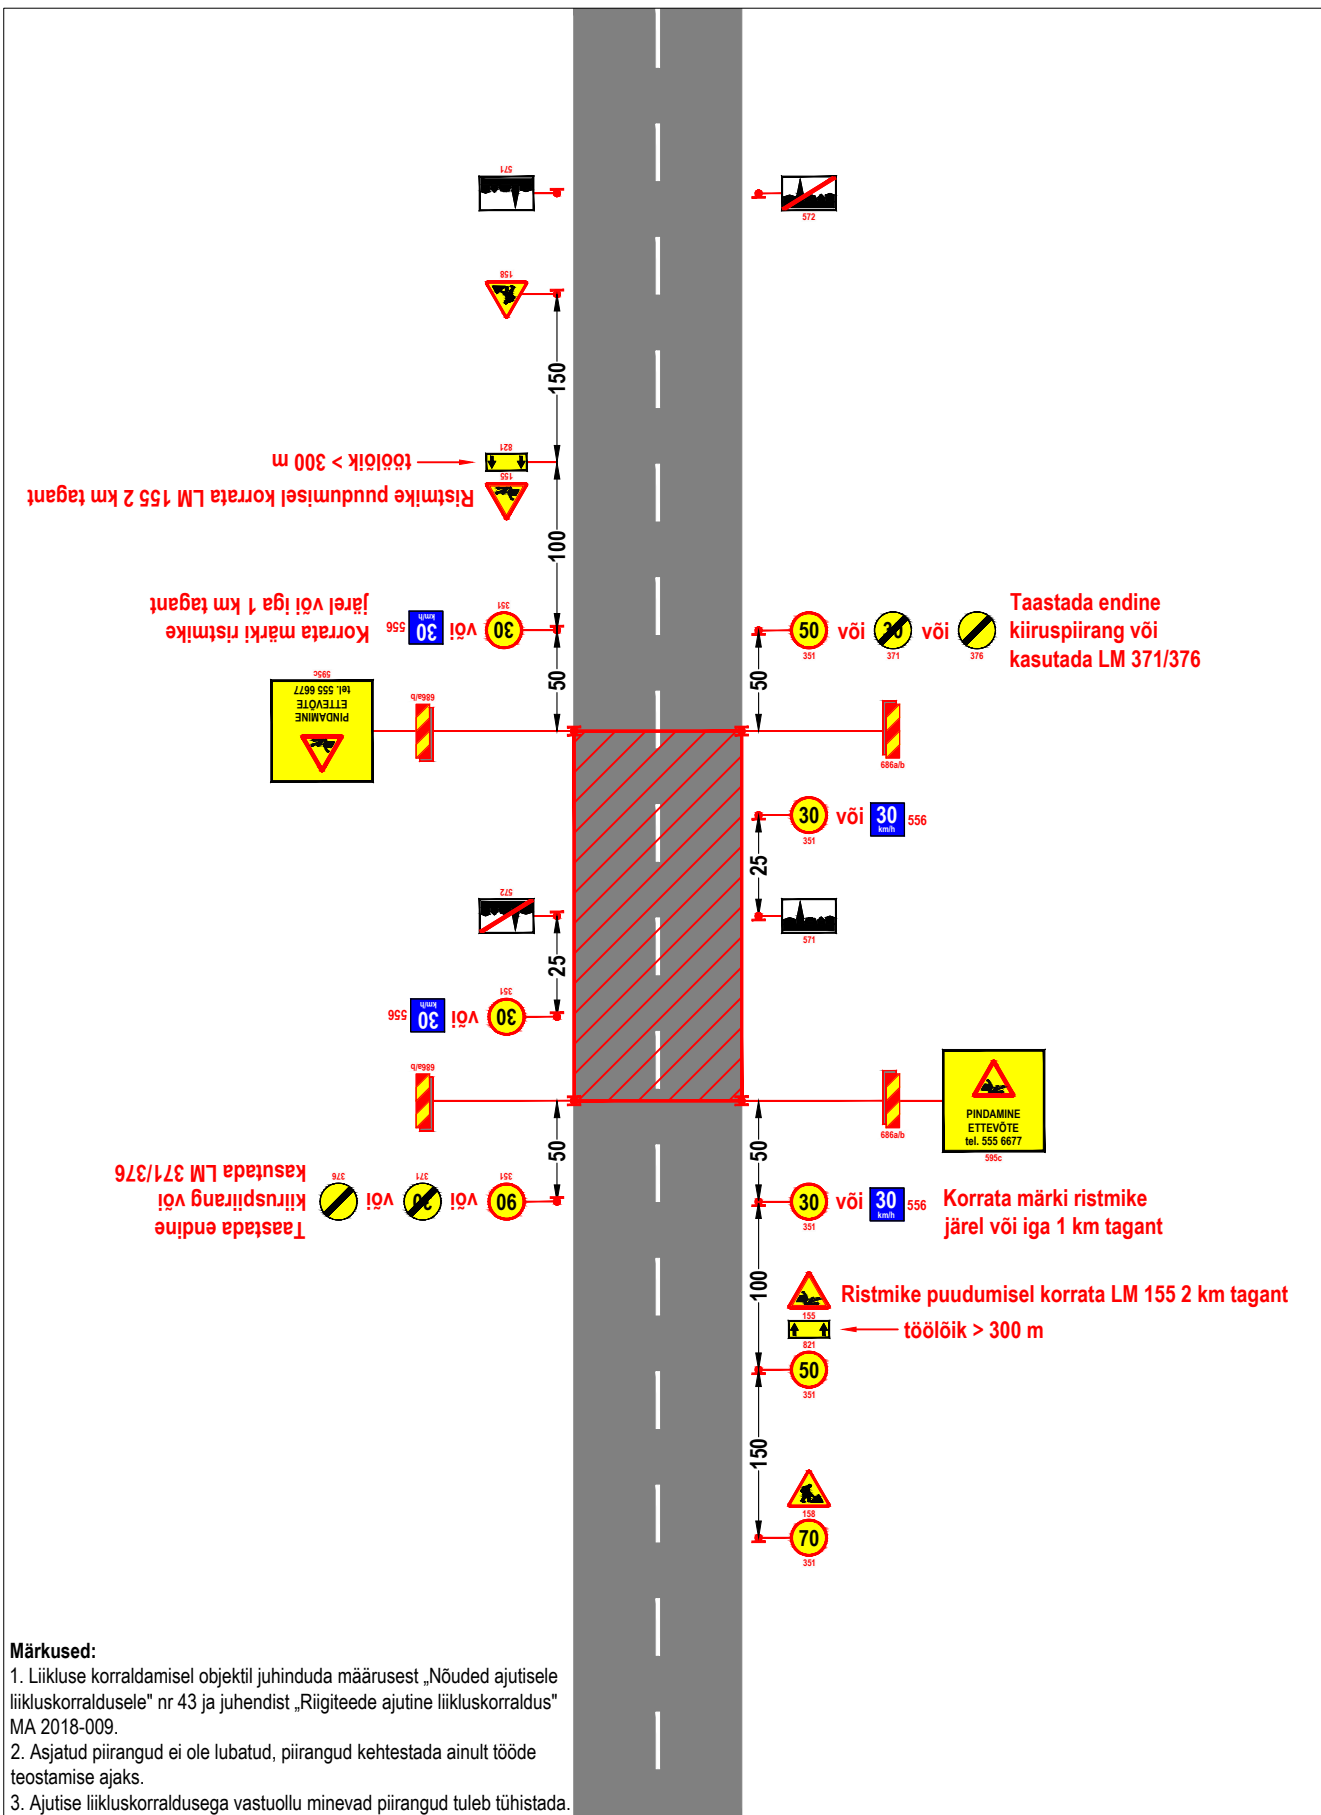 571
572
158
150
821
töölõik > 300 m
155
Ristmike puudumisel korrata LM 155 2 km tagant
100
351
30 või 30 km/h 556
Korrata märki ristmike
järel või iga 1 km tagant
50 või 30 või
351
371
376
Taastada endine
kiiruspiirang või
kasutada LM 371/376
50
50
595c
PINDAMINE
ETTEVÕTE
tel. 555 6677
686a/b
686a/b
30 või 30 km/h 556
351
25
572
571
25
351
30 või 30 km/h 556
686a/b
686a/b
PINDAMINE
ETTEVÕTE
tel. 555 6677
595c
50
50
351
371
376
90 või 30 või
Taastada endine
kiiruspiirang või
kasutada LM 371/376
30 või 30 km/h 556
351
Korrata märki ristmike
järel või iga 1 km tagant
100
155
Ristmike puudumisel korrata LM 155 2 km tagant
821
töölõik > 300 m
50
351
150
158
70
351
Märkused:
1. Liikluse korraldamisel objektil juhinduda määrusest „Nõuded ajutisele
liikluskorraldusele" nr 43 ja juhendist „Riigiteede ajutine liikluskorraldus"
MA 2018-009.
2. Asjatud piirangud ei ole lubatud, piirangud kehtestada ainult tööde
teostamise ajaks.
3. Ajutise liikluskorraldusega vastuollu minevad piirangud tuleb tühistada.